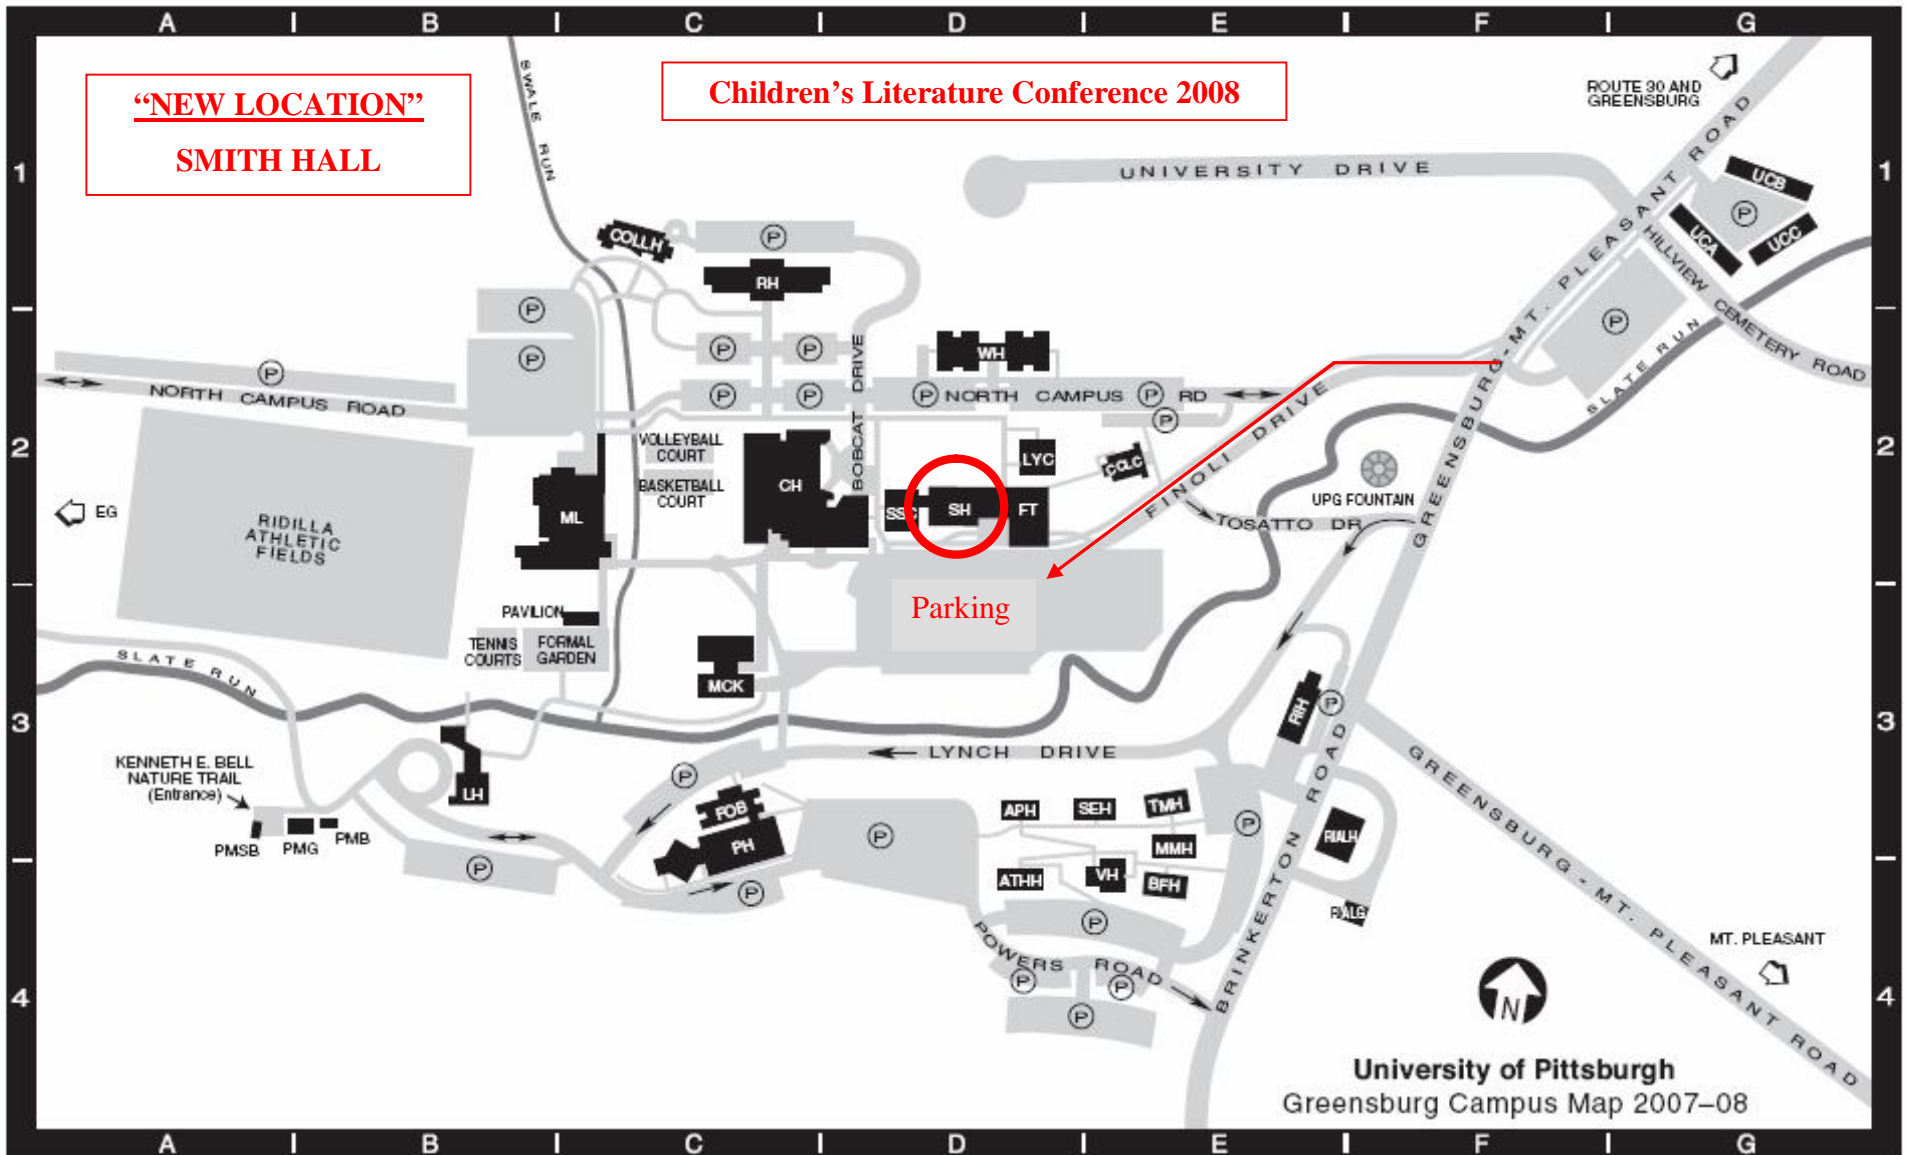 A B C D E F G
“NEW LOCATION”
SMITH HALL
Children’s Literature Conference 2008
ROUTE 30 AND
GREENSBURG
SWALE RUN
1
1
UNIVERSITY DRIVE
GREENSBURG-MT. PLEASANT ROAD
UCB
P
UCA
UCC
HILLVIEW CEMETERY ROAD
COLLH
P
RH
P
P
SLATE RUN
P
P
P
P
BOBCAT DRIVE
WH
P
NORTH CAMPUS ROAD
P
P
P
NORTH CAMPUS
P
RD
P
FINOLI DRIVE
2
2
VOLLEYBALL
COURT
BASKETBALL
COURT
LYC
CCLC
CH
UPG FOUNTAIN
EG
RIDILLA
ATHLETIC
FIELDS
ML
SSC
SH
FT
TOSATTO DR
Parking
PAVILION
TENNIS
COURTS
FORMAL
GARDEN
SLATE RUN
MCK
RIH
P
3
3
LYNCH DRIVE
KENNETH E. BELL
NATURE TRAIL
(Entrance)
LH
P
FOB
PH
APH
SEH
TMH
P
RIALH
PMSB
PMG
PMB
P
MMH
P
P
ATHH
VH
BFH
RIALG
P
BRINKERTON ROAD
GREENSBURG - MT. PLEASANT ROAD
MT. PLEASANT
POWERS ROAD
P
P
P
4
4
N
University of Pittsburgh
Greensburg Campus Map 2007–08
A B C D E F G